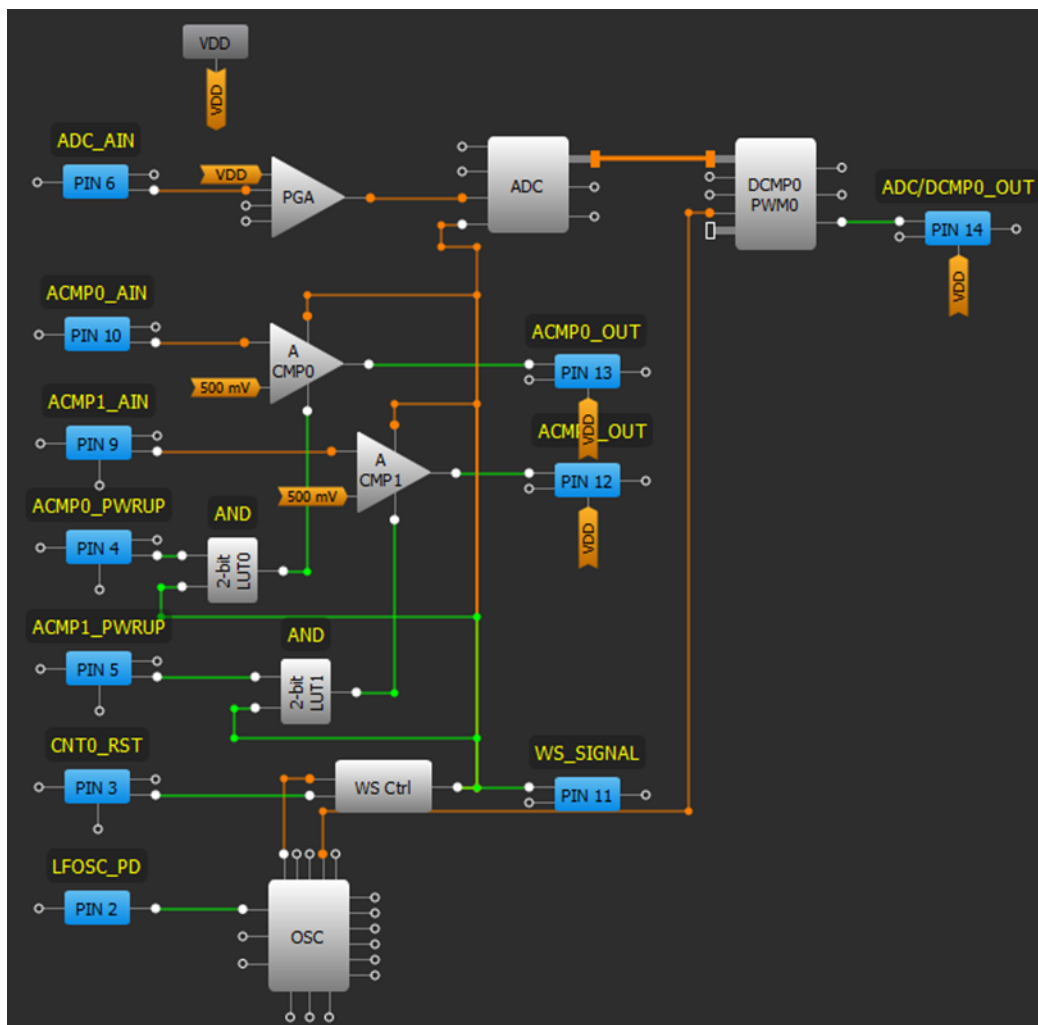 VDD
VDD
ADC_AIN
PIN 6
VDD
PGA
ADC
DCMP0
PWM0
ADC/DCMP0_OUT
PIN 14
VDD
ACMP0_AIN
PIN 10
A
CMP0
500 mV
ACMP0_OUT
PIN 13
VDD
ACMP1_AIN
PIN 9
A
CMP1
500 mV
ACMP _OUT
PIN 12
VDD
ACMP0_PWRUP
PIN 4
AND
2-bit
LUT0
ACMP1_PWRUP
PIN 5
AND
2-bit
LUT1
CNT0_RST
PIN 3
WS Ctrl
WS_SIGNAL
PIN 11
LFOSC_PD
PIN 2
OSC